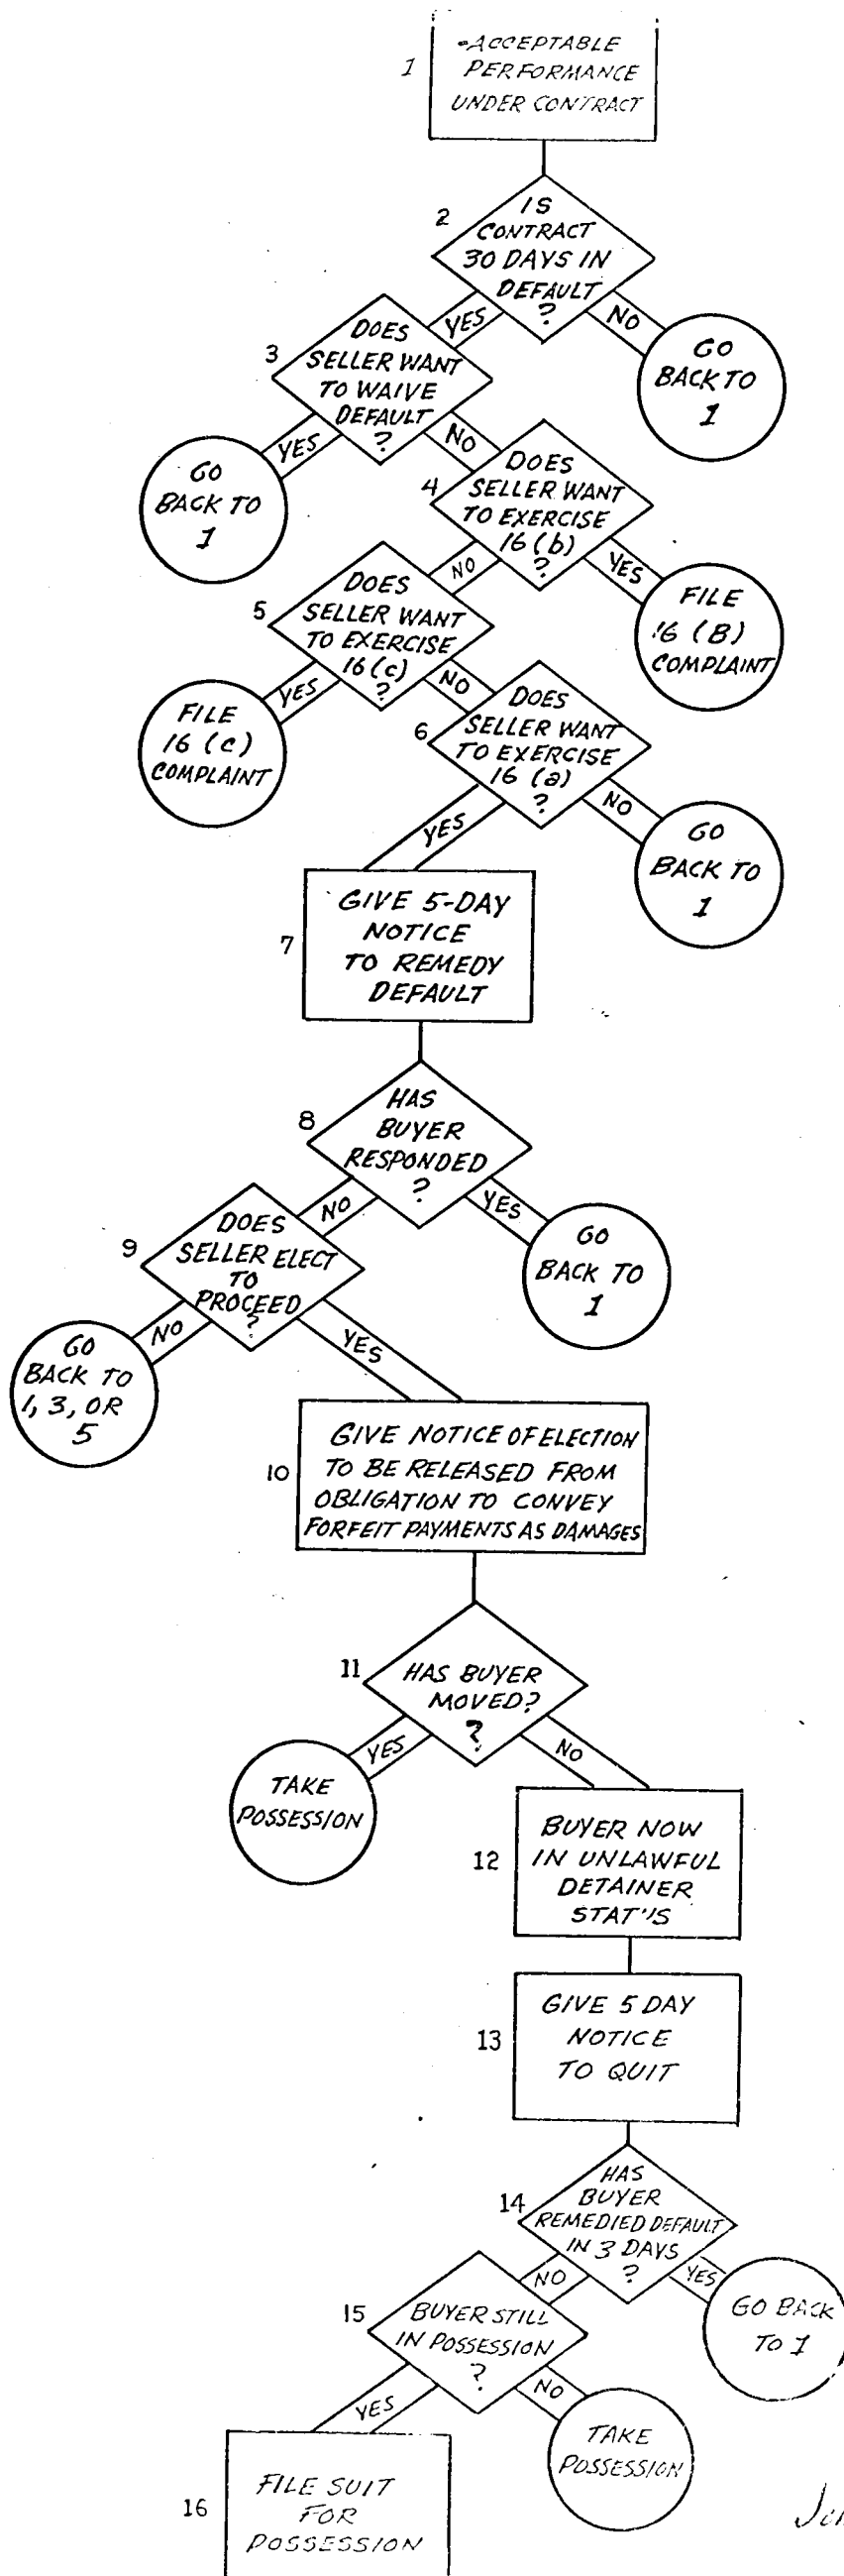 1
-ACCEPTABLE
PERFORMANCE
UNDER CONTRACT
2
IS
CONTRACT
30 DAYS IN
DEFAULT
?
YES
NO
3
DOES
SELLER WANT
TO WAIVE
DEFAULT
?
GO
BACK TO
1
YES
NO
GO
BACK TO
1
4
DOES
SELLER WANT
TO EXERCISE
16 (b)
?
NO
YES
5
DOES
SELLER WANT
TO EXERCISE
16 (c)
?
FILE
16 (B)
COMPLAINT
YES
NO
FILE
16 (c)
COMPLAINT
6
DOES
SELLER WANT
TO EXERCISE
16 (a)
?
YES
NO
GO
BACK TO
1
7
GIVE 5-DAY
NOTICE
TO REMEDY
DEFAULT
8
HAS
BUYER
RESPONDED
?
NO
YES
9
DOES
SELLER ELECT
TO
PROCEED
?
GO
BACK TO
1
NO
YES
GO
BACK TO
1, 3, OR
5
10
GIVE NOTICE OF ELECTION
TO BE RELEASED FROM
OBLIGATION TO CONVEY
FORFEIT PAYMENTS AS DAMAGES
11
HAS BUYER
MOVED?
?
YES
NO
TAKE
POSSESSION
12
BUYER NOW
IN UNLAWFUL
DETAINER
STAT"S
13
GIVE 5 DAY
NOTICE
TO QUIT
14
HAS
BUYER
REMEDIED DEFAULT
IN 3 DAYS
?
NO
YES
15
BUYER STILL
IN POSSESSION
?
GO BACK
TO 1
YES
NO
TAKE
POSSESSION
16
FILE SUIT
FOR
POSSESSION